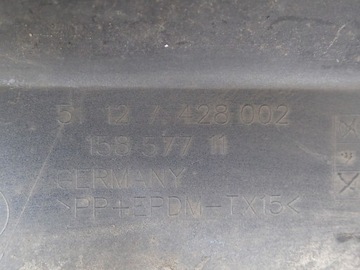 51 12 7 428 002
158 577 11
GERMANY
>PP+EPDM-TX15<